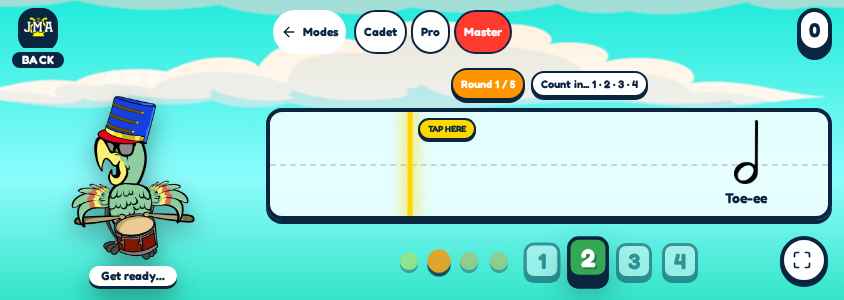 JMA
BACK
Modes
Cadet
Pro
Master
0
Round 1 / 5
Count in... 1 · 2 · 3 · 4
TAP HERE
Toe-ee
Get ready...
1
2
3
4